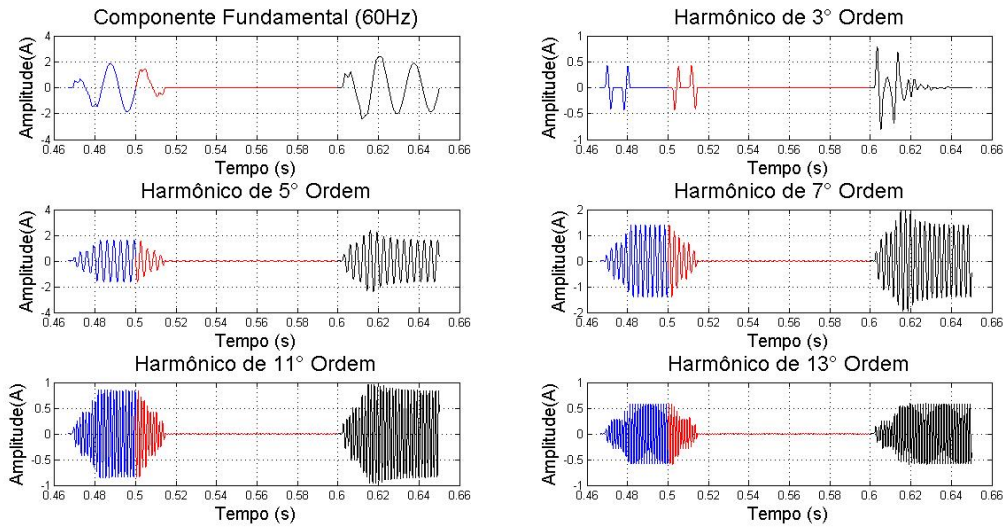 Componente Fundamental (60Hz)
Amplitude(A)
4
2
0
-2
-4
0.46 0.48 0.5 0.52 0.54 0.56 0.58 0.6 0.62 0.64 0.66
Tempo (s)
Harmônico de 3° Ordem
Amplitude(A)
1
0.5
0
-0.5
-1
0.46 0.48 0.5 0.52 0.54 0.56 0.58 0.6 0.62 0.64 0.66
Tempo (s)
Harmônico de 5° Ordem
Amplitude(A)
4
2
0
-2
-4
0.46 0.48 0.5 0.52 0.54 0.56 0.58 0.6 0.62 0.64 0.66
Tempo (s)
Harmônico de 7° Ordem
Amplitude(A)
2
1
0
-1
-2
0.46 0.48 0.5 0.52 0.54 0.56 0.58 0.6 0.62 0.64 0.66
Tempo (s)
Harmônico de 11° Ordem
Amplitude(A)
1
0.5
0
-0.5
-1
0.46 0.48 0.5 0.52 0.54 0.56 0.58 0.6 0.62 0.64 0.66
Tempo (s)
Harmônico de 13° Ordem
Amplitude(A)
1
0.5
0
-0.5
-1
0.46 0.48 0.5 0.52 0.54 0.56 0.58 0.6 0.62 0.64 0.66
Tempo (s)